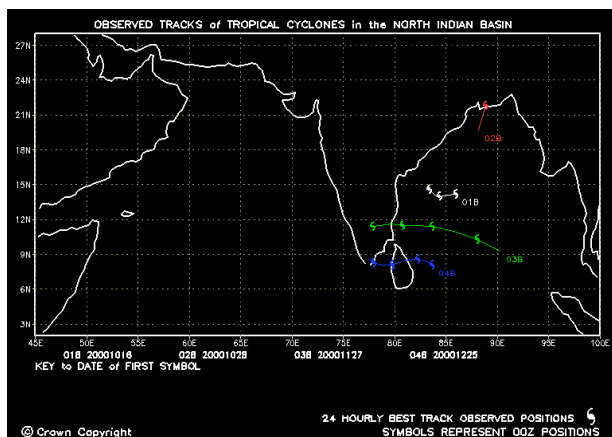 OBSERVED TRACKS of TROPICAL CYCLONES in the NORTH INDIAN BASIN
27N
24N
21N
02B
18N
15N
01B
12N
03B
9N
04B
6N
3N
45E 50E 55E 60E 65E 70E 75E 80E 85E 90E 95E 100E
01B 20001016 02B 20001028 03B 20001127 04B 20001225
KEY to DATE of FIRST SYMBOL
24 HOURLY BEST TRACK OBSERVED POSITIONS
© Crown Copyright SYMBOLS REPRESENT 00Z POSITIONS